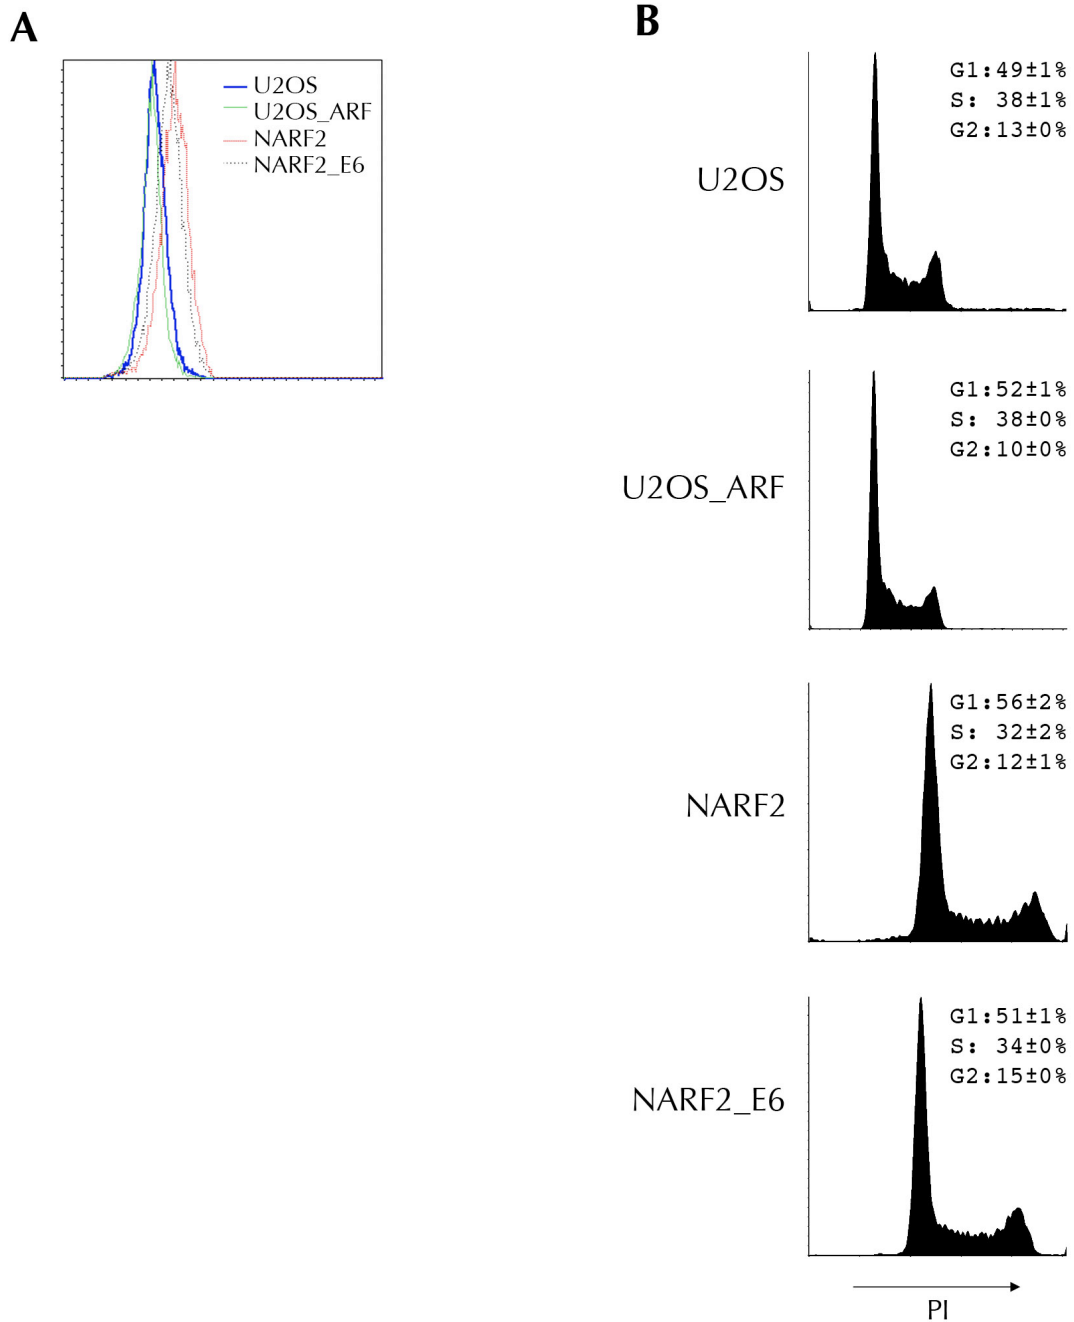 A
U2OS
U2OS_ARF
NARF2
NARF2_E6
B
U2OS
G1:49±1%
S: 38±1%
G2:13±0%
U2OS_ARF
G1:52±1%
S: 38±0%
G2:10±0%
NARF2
G1:56±2%
S: 32±2%
G2:12±1%
NARF2_E6
G1:51±1%
S: 34±0%
G2:15±0%
PI